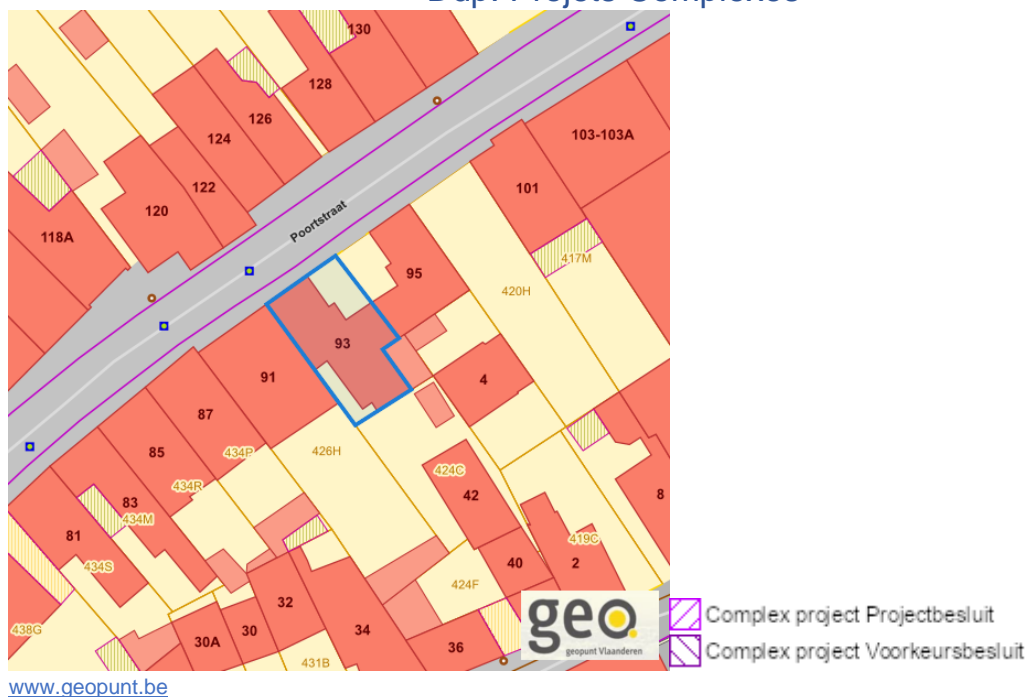 130
128
126
124
103-103A
122
101
120
Poortstraat
118A
417M
95
420H
93
91
4
87
434P
426H
85
424C
434R
42
83
8
434M
81
419C
434S
40
2
424F
32
438G
30
34
30A
36
431B
geo.
geopunt Vlaanderen
Complex project Projectbesluit
Complex project Voorkeursbesluit
www.geopunt.be